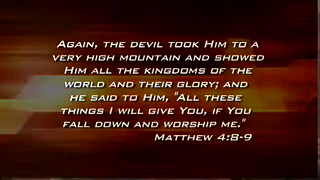 Again, the devil took Him to a
very high mountain and showed
Him all the kingdoms of the
world and their glory; and
he said to Him, "All these
things I will give You, if You
fall down and worship me."
Matthew 4:8-9